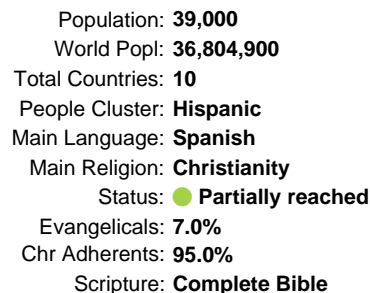 Population: 39,000
World Popl: 36,804,900
Total Countries: 10
People Cluster: Hispanic
Main Language: Spanish
Main Religion: Christianity
Status: Partially reached
Evangelicals: 7.0%
Chr Adherents: 95.0%
Scripture: Complete Bible